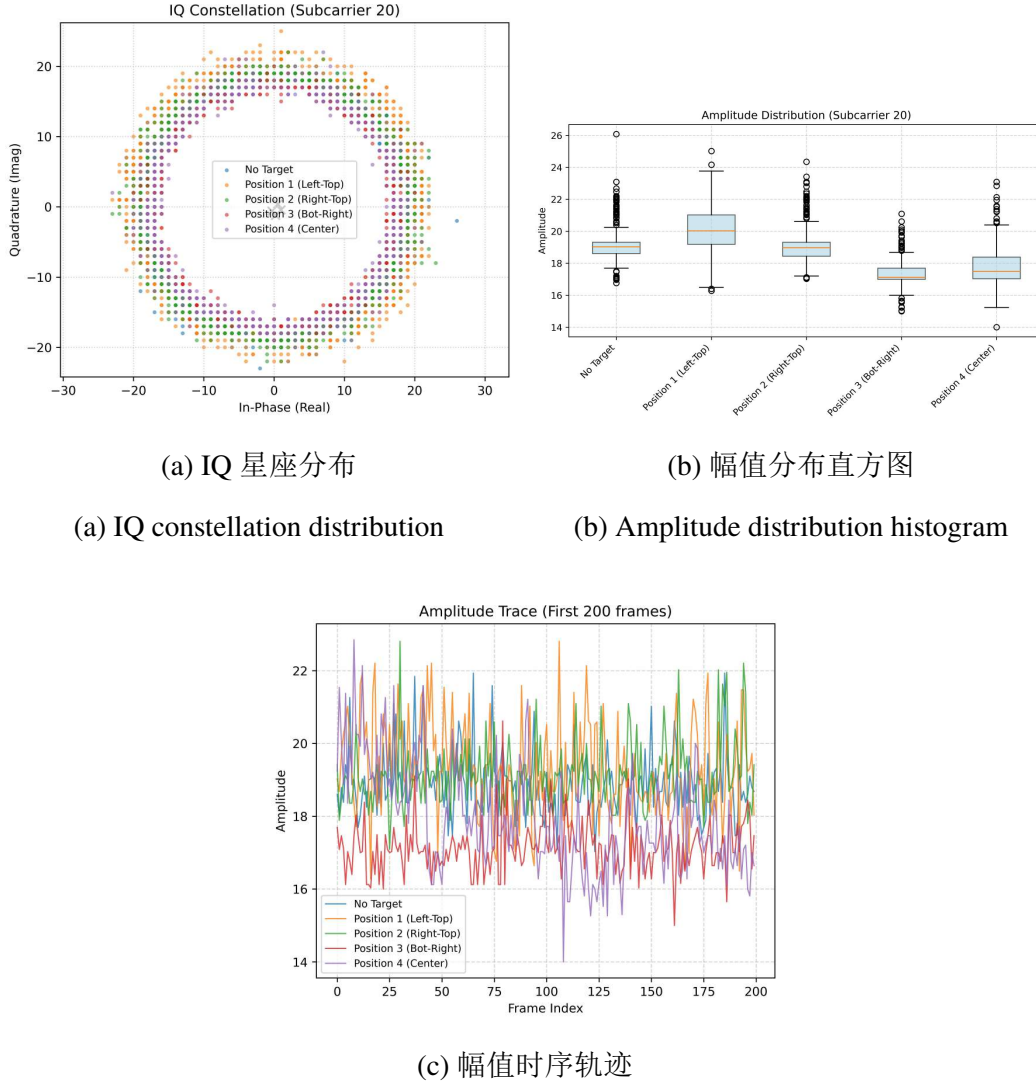 IQ Constellation (Subcarrier 20)
Quadrature (Imag)
20
10
0
−10
−20
No Target
Position 1 (Left-Top)
Position 2 (Right-Top)
Position 3 (Bot-Right)
Position 4 (Center)
−30 −20 −10 0 10 20 30
In-Phase (Real)
Amplitude Distribution (Subcarrier 20)
Amplitude
26
24
22
20
18
16
14
No Target
Position 1 (Left-Top)
Position 2 (Right-Top)
Position 3 (Bot-Right)
Position 4 (Center)
(a) IQ 星座分布
(b) 幅值分布直方图
(a) IQ constellation distribution
(b) Amplitude distribution histogram
Amplitude Trace (First 200 frames)
Amplitude
22
20
18
16
14
No Target
Position 1 (Left-Top)
Position 2 (Right-Top)
Position 3 (Bot-Right)
Position 4 (Center)
0 25 50 75 100 125 150 175 200
Frame Index
(c) 幅值时序轨迹